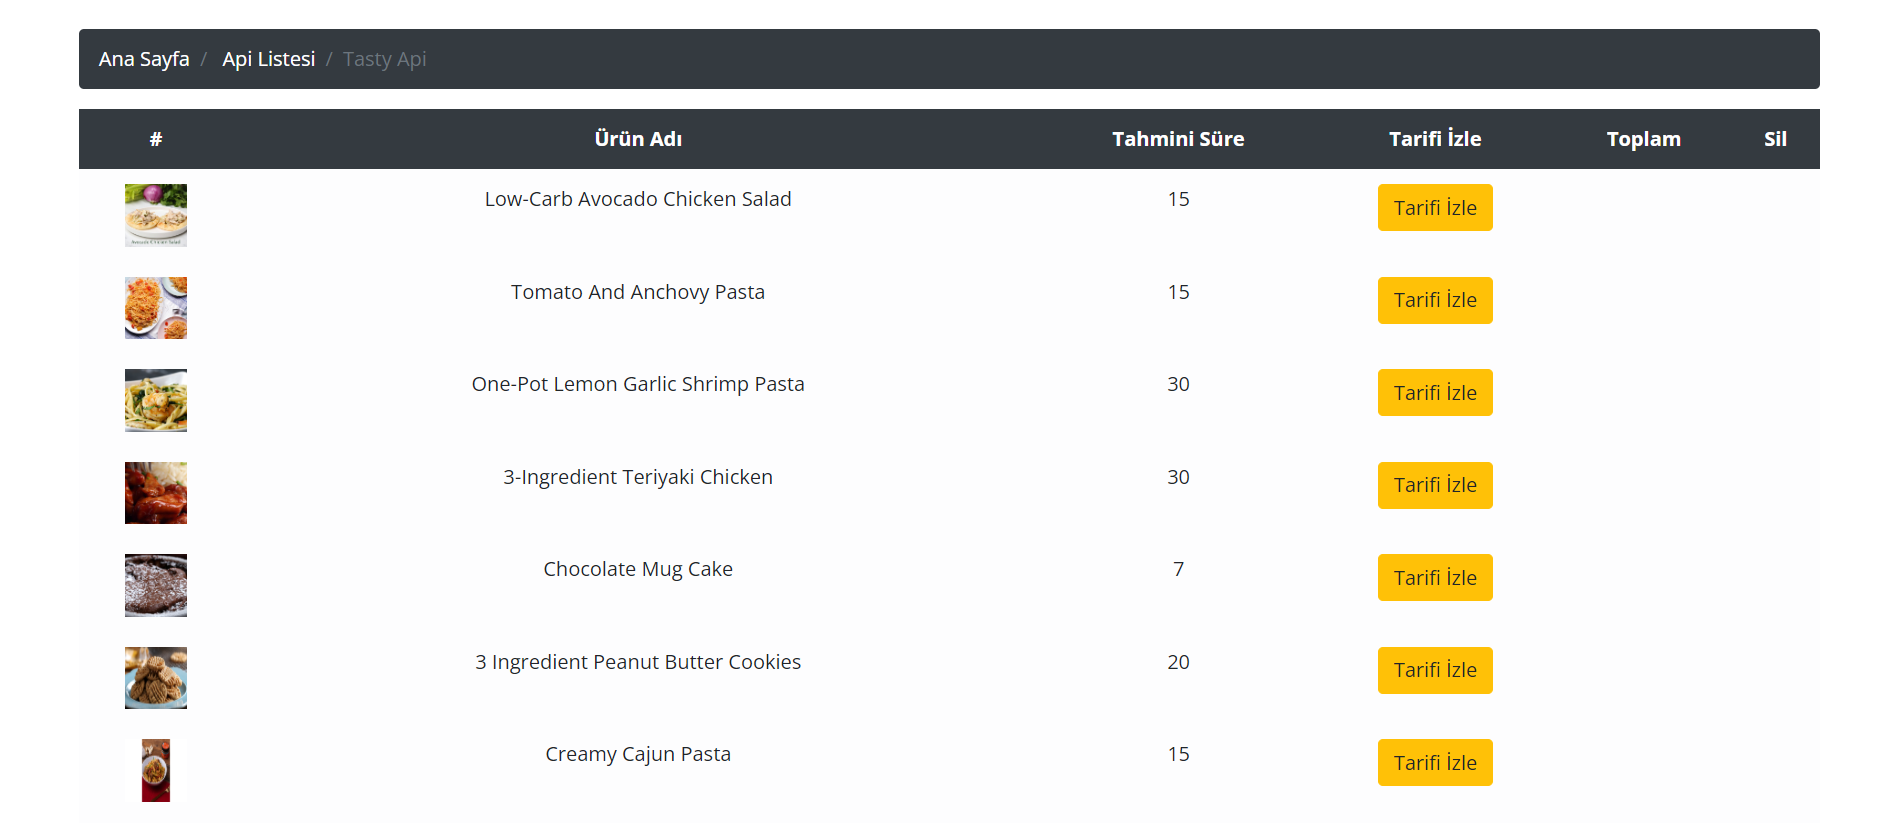 Ana Sayfa / Api Listesi / Tasty Api
# Ürün Adı Tahmini Süre Tarifi İzle Toplam Sil
Low-Carb Avocado Chicken Salad 15 Tarifi İzle
Avocado Chicken Salad
Tomato And Anchovy Pasta 15 Tarifi İzle
One-Pot Lemon Garlic Shrimp Pasta 30 Tarifi İzle
3-Ingredient Teriyaki Chicken 30 Tarifi İzle
Chocolate Mug Cake 7 Tarifi İzle
3 Ingredient Peanut Butter Cookies 20 Tarifi İzle
Creamy Cajun Pasta 15 Tarifi İzle